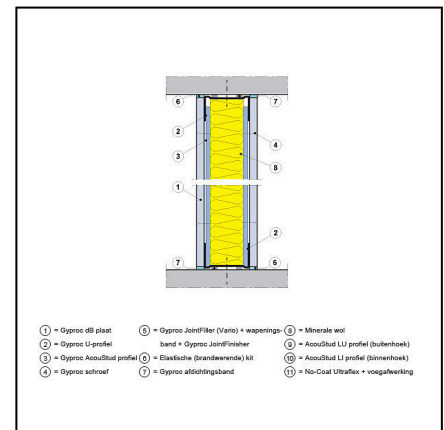 6 7
2
4
3
8
1
2
7 6
1 = Gyproc dB plaat
2 = Gyproc U-profiel
3 = Gyproc AcouStud profiel
4 = Gyproc schroef
5 = Gyproc JointFiller (Vario) + wapenings-
band + Gyproc JointFinisher
6 = Elastische (brandwerende) kit
7 = Gyproc afdichtingsband
8 = Minerale wol
9 = AcouStud LU profiel (buitenhoek)
10 = AcouStud LI profiel (binnenhoek)
11 = No-Coat Ultraflex + voegafwerking